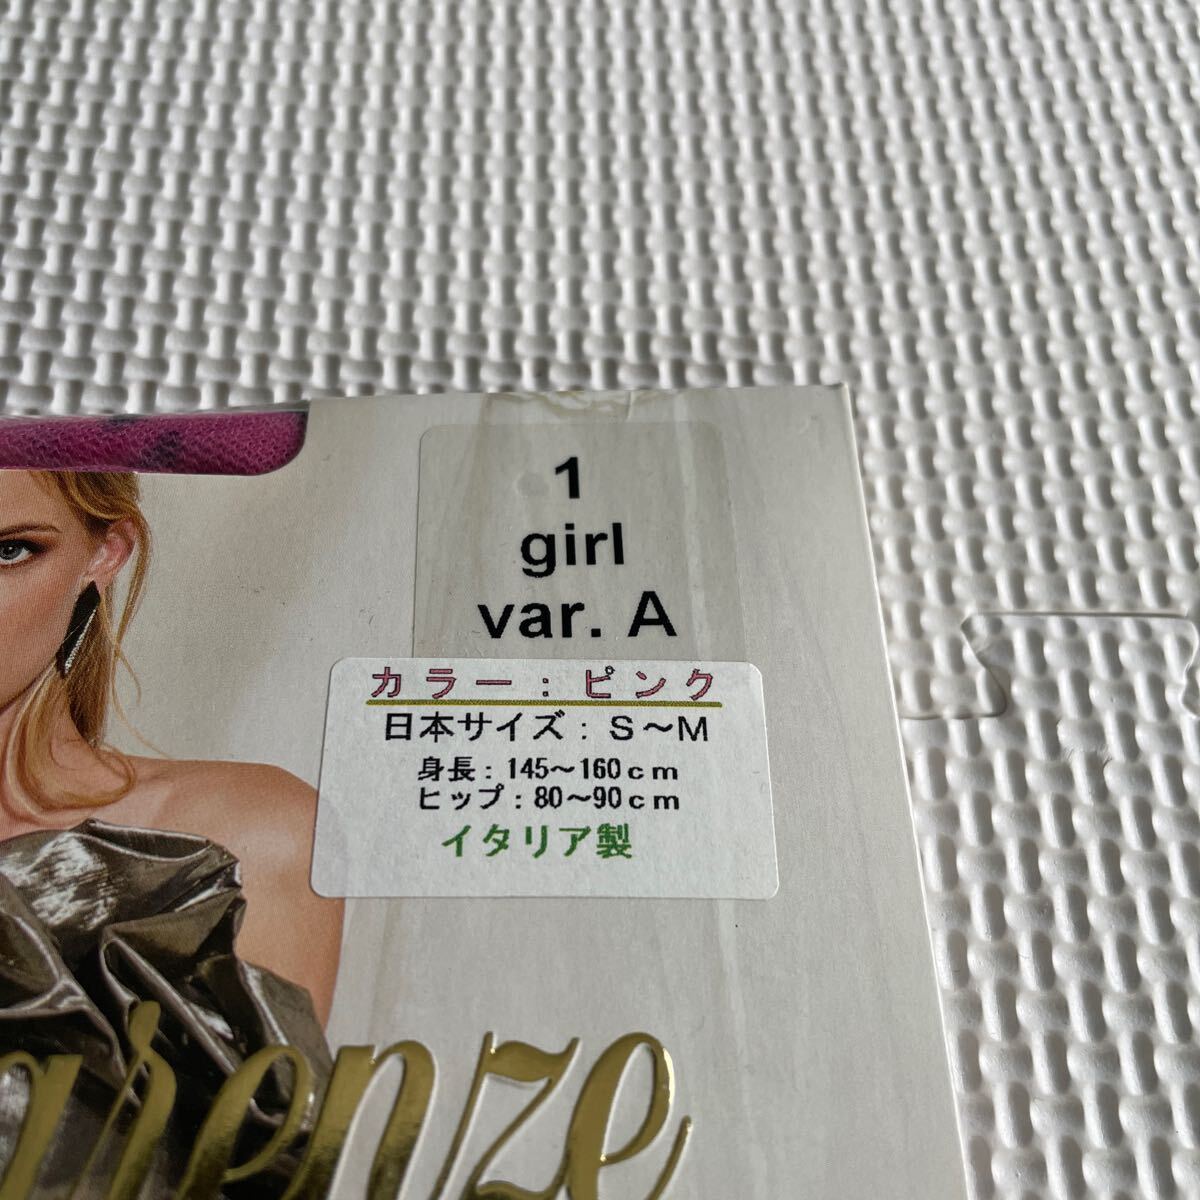 1
girl
var. A
カラー：ピンク
日本サイズ：S～M
身長：145～160cm
ヒップ：80～90cm
イタリア製